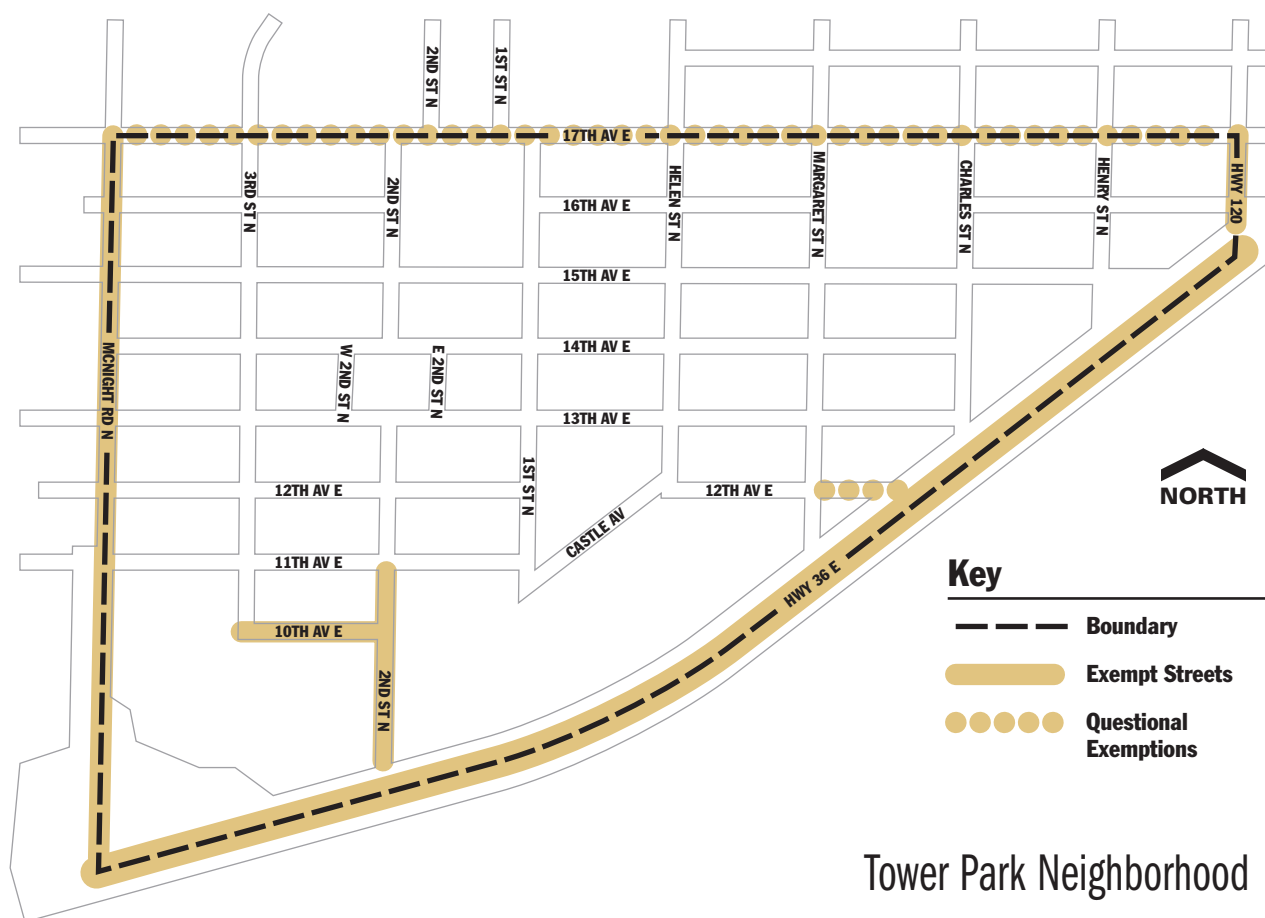 2ND ST N
1ST ST N
17TH AV E
3RD ST N
2ND ST N
HELEN ST N
MARGARET ST N
CHARLES ST N
HENRY ST N
HWY 120
16TH AV E
15TH AV E
MCNIGHT RD N
W 2ND ST N
E 2ND ST N
14TH AV E
13TH AV E
1ST ST N
12TH AV E
12TH AV E
CASTLE AV
11TH AV E
HWY 36 E
10TH AV E
2ND ST N
NORTH
Key
Boundary
Exempt Streets
Questional
Exemptions
Tower Park Neighborhood